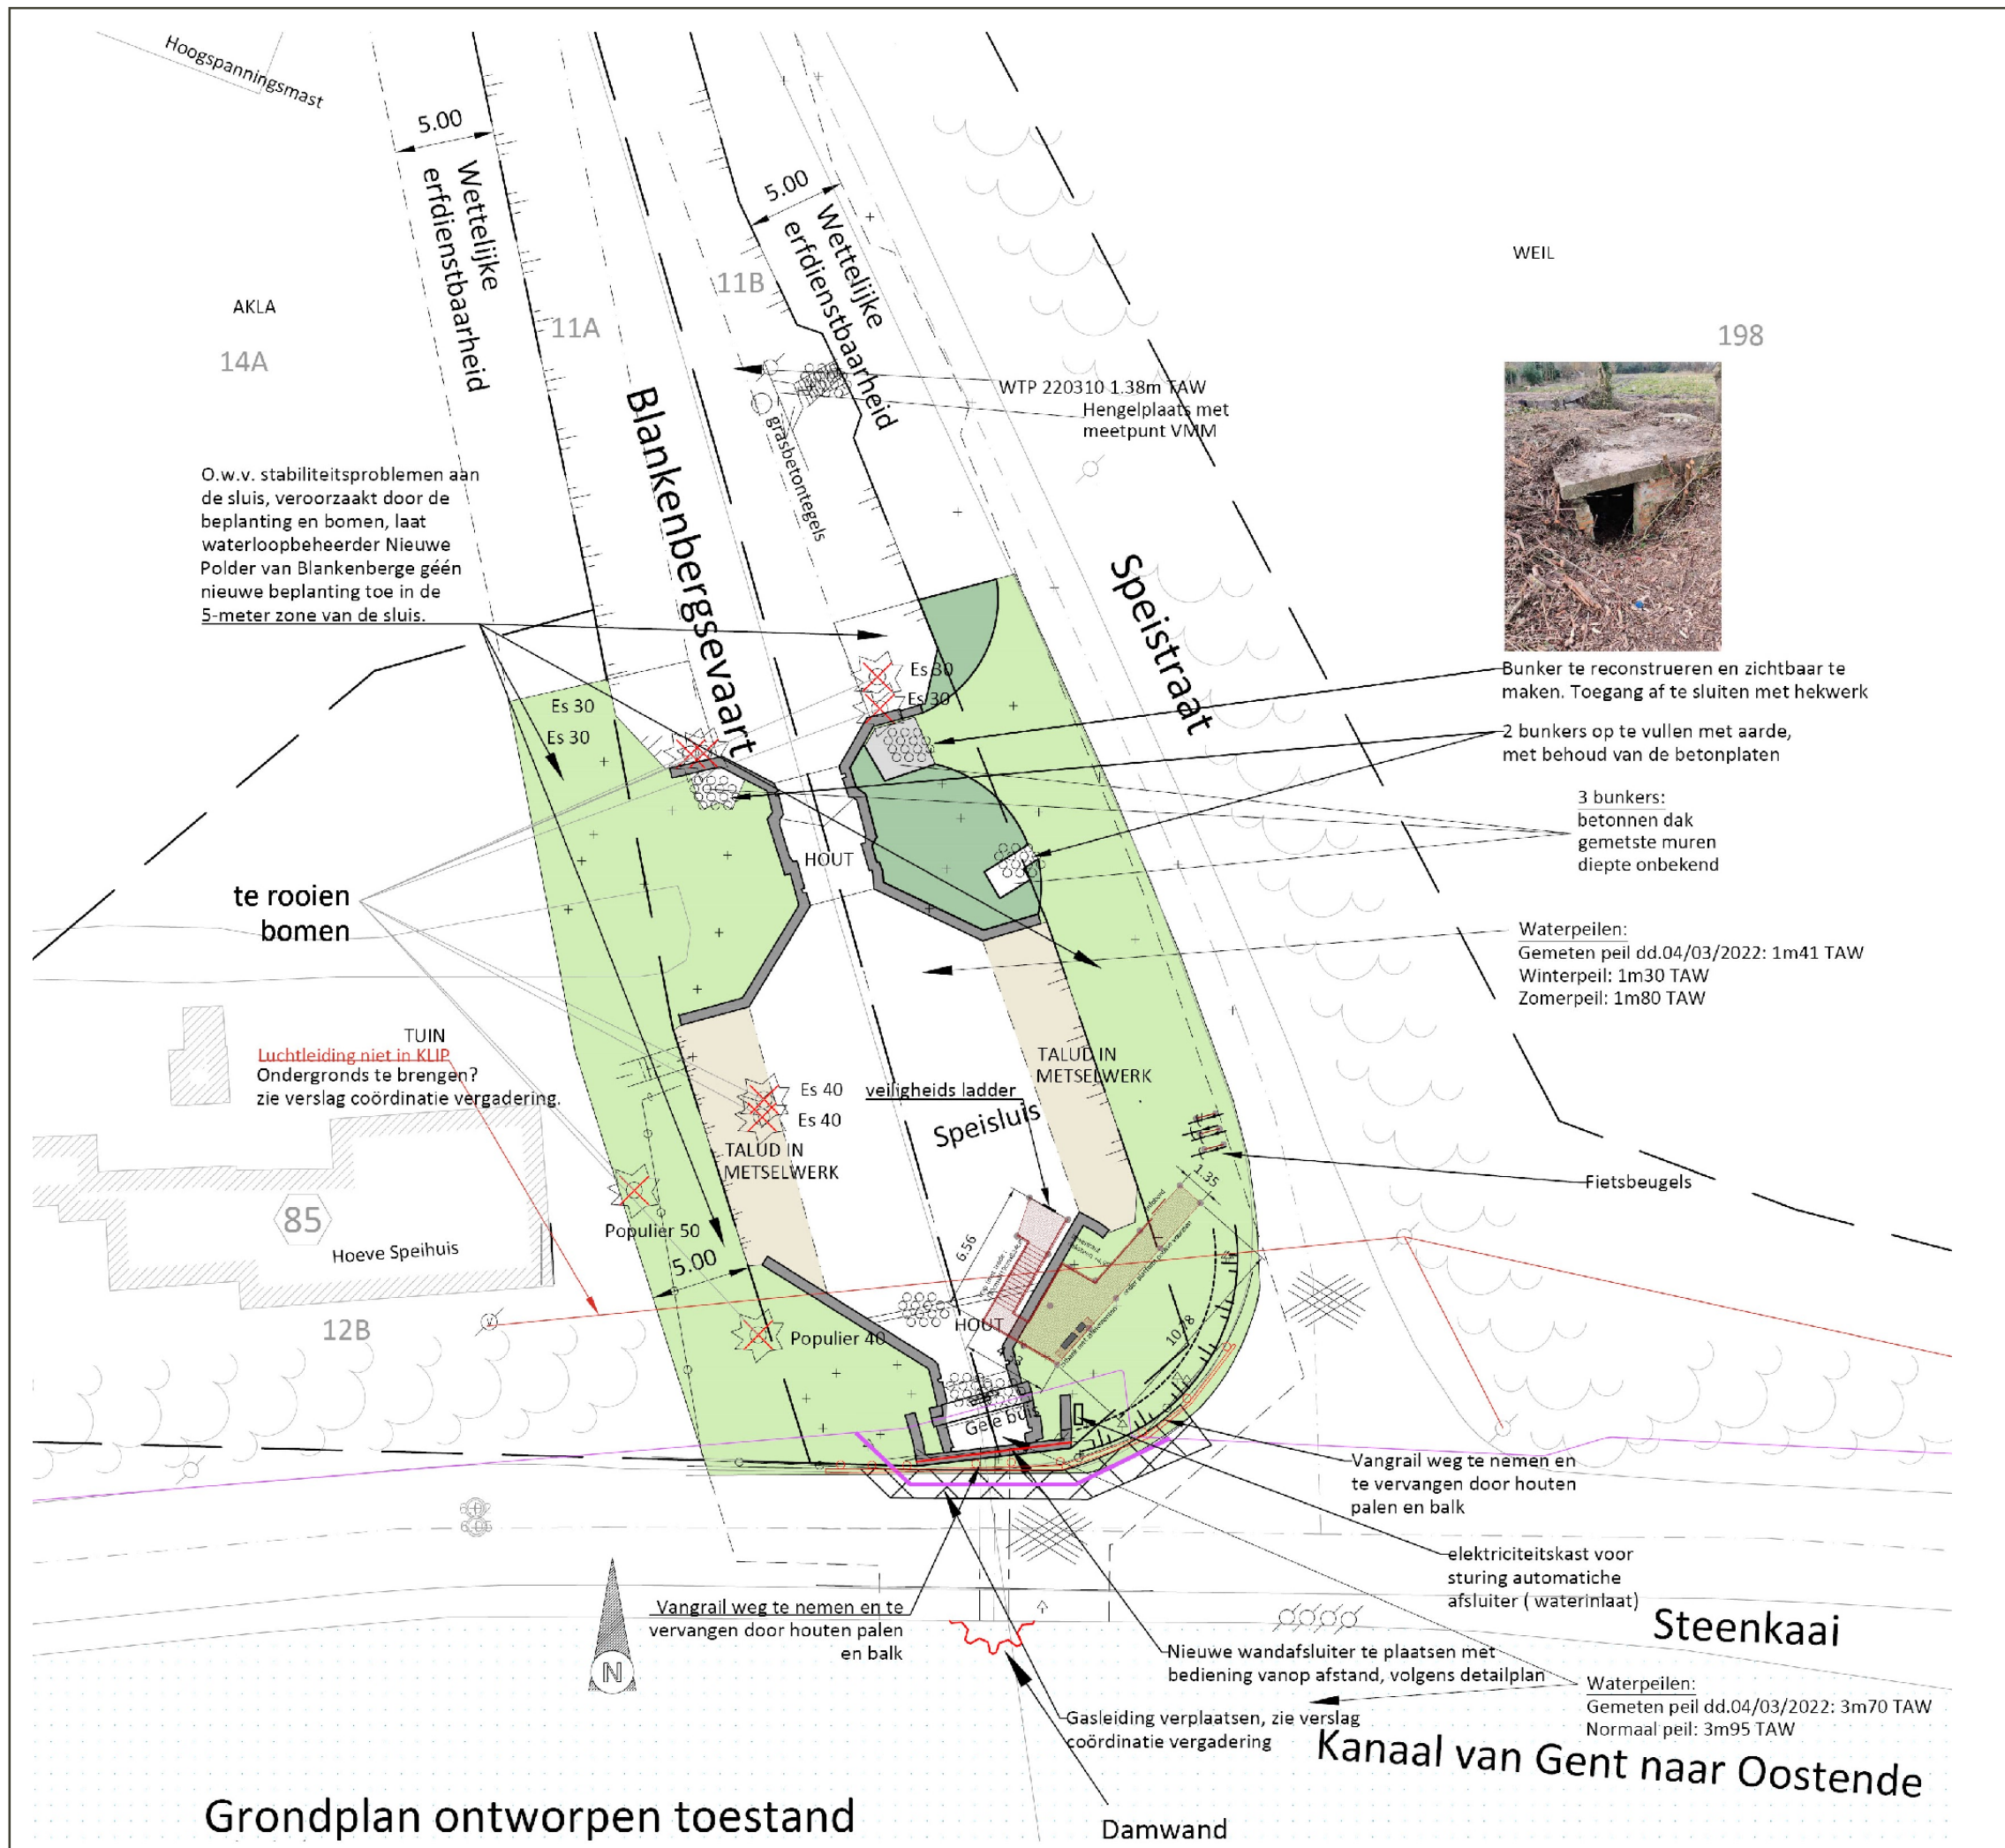 Hoogspanningsmast
5.00
Wettelijke
erfdienstbaarheid
5.00
Wettelijke
erfdienstbaarheid
WEIL
AKLA
14A
11A
11B
198
WTP 220310 1.38m TAW
Hengelplaats met
meetpunt VMM
grasbetontegels
Blankenbergsevaart
Speistraat
O.w.v. stabiliteitsproblemen aan
de sluis, veroorzaakt door de
beplanting en bomen, laat
waterloopbeheerder Nieuwe
Polder van Blankenberge géén
nieuwe beplanting toe in de
5-meter zone van de sluis.
Es 30
Es 30
Es 30
Es 30
Bunker te reconstrueren en zichtbaar te
maken. Toegang af te sluiten met hekwerk
2 bunkers op te vullen met aarde,
met behoud van de betonplaten
3 bunkers:
betonnen dak
gemetste muren
diepte onbekend
HOUT
te rooien
bomen
Waterpeilen:
Gemeten peil dd.04/03/2022: 1m41 TAW
Winterpeil: 1m30 TAW
Zomerpeil: 1m80 TAW
TUIN
Luchtleiding niet in KLIP
Ondergronds te brengen?
zie verslag coördinatie vergadering.
TALUD IN
METSELWERK
Es 40
Es 40
veiligheids ladder
Speisluis
TALUD IN
METSELWERK
Fietsbeugels
1.35
85
Hoeve Speihuis
Populier 50
5.00
6.56
12B
Populier 40
HOUT
10.78
Gele buis
Vangrail weg te nemen en
te vervangen door houten
palen en balk
elektriciteitskast voor
sturing automatiche
afsluiter ( waterinlaat)
Vangrail weg te nemen en te
vervangen door houten palen
en balk
Steenkaai
N
Nieuwe wandafsluiter te plaatsen met
bediening vanop afstand, volgens detailplan
Waterpeilen:
Gemeten peil dd.04/03/2022: 3m70 TAW
Normaal peil: 3m95 TAW
Gasleiding verplaatsen, zie verslag
coördinatie vergadering
Kanaal van Gent naar Oostende
Grondplan ontworpen toestand
Damwand